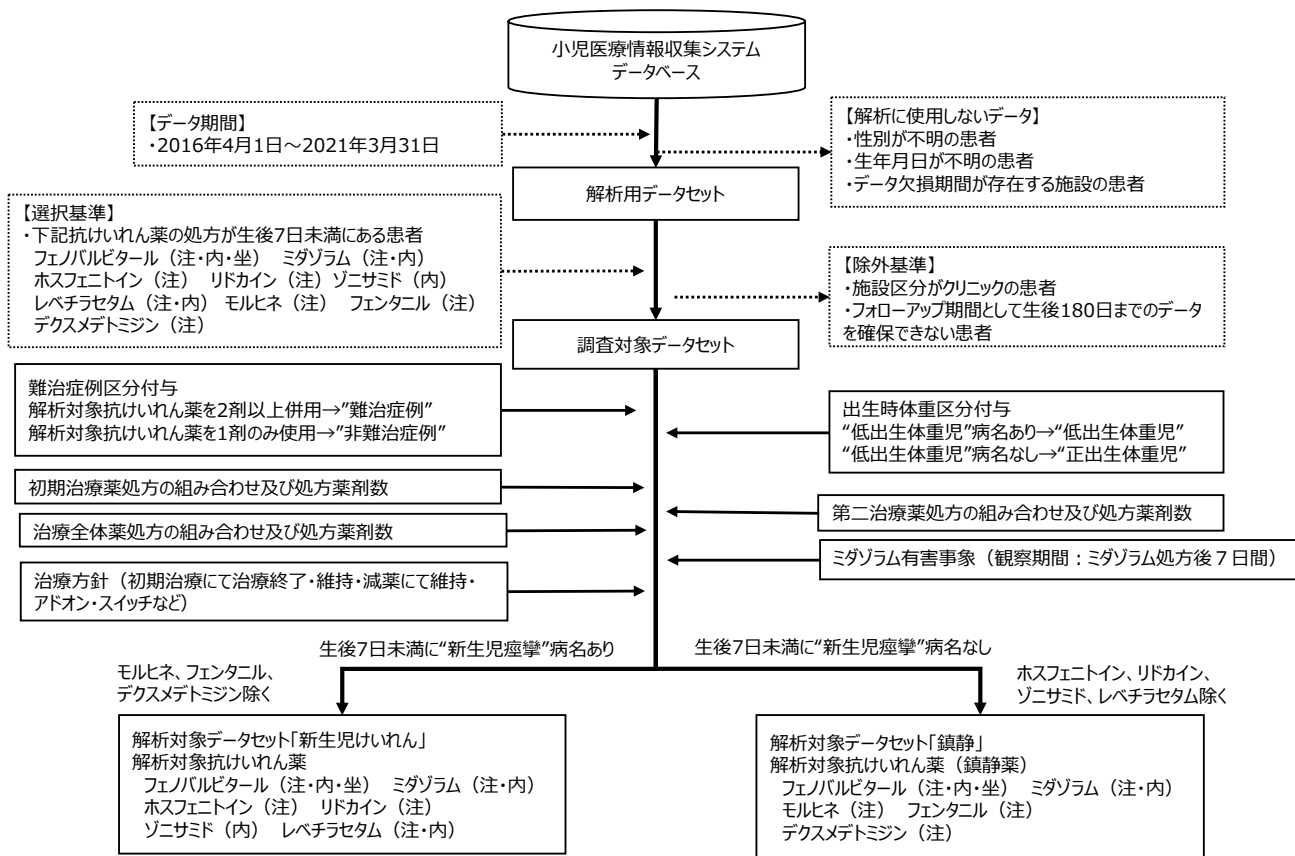 小児医療情報収集システム
データベース
【データ期間】
・2016年4月1日～2021年3月31日
【解析に使用しないデータ】
・性別が不明の患者
・生年月日が不明の患者
・データ欠損期間が存在する施設の患者
解析用データセット
【選択基準】
・下記抗けいれん薬の処方が生後7日未満にある患者
フェノバルビタール（注・内・坐） ミダゾラム（注・内）
ホスフェニトイン（注） リドカイン（注）ゾニサミド（内）
レベチラセタム（注・内） モルヒネ（注） フェンタニル（注）
デクスメデトミジン（注）
【除外基準】
・施設区分がクリニックの患者
・フォローアップ期間として生後180日までのデータ
を確保できない患者
調査対象データセット
難治症例区分付与
解析対象抗けいれん薬を2剤以上併用→”難治症例”
解析対象抗けいれん薬を1剤のみ使用→”非難治症例”
出生時体重区分付与
“低出生体重児”病名あり→“低出生体重児”
“低出生体重児”病名なし→“正出生体重児”
初期治療薬処方の組み合わせ及び処方薬剤数
第二治療薬処方の組み合わせ及び処方薬剤数
治療全体薬処方の組み合わせ及び処方薬剤数
ミダゾラム有害事象（観察期間：ミダゾラム処方後７日間）
治療方針（初期治療にて治療終了・維持・減薬にて維持・
アドオン・スイッチなど）
生後7日未満に“新生児痙攣”病名あり
生後7日未満に“新生児痙攣”病名なし
モルヒネ、フェンタニル、
デクスメデトミジン除く
ホスフェニトイン、リドカイン、
ゾニサミド、レベチラセタム除く
解析対象データセット「新生児けいれん」
解析対象抗けいれん薬
フェノバルビタール（注・内・坐） ミダゾラム（注・内）
ホスフェニトイン（注） リドカイン（注）
ゾニサミド（内） レベチラセタム（注・内）
解析対象データセット「鎮静」
解析対象抗けいれん薬（鎮静薬）
フェノバルビタール（注・内・坐） ミダゾラム（注・内）
モルヒネ（注） フェンタニル（注）
デクスメデトミジン（注）